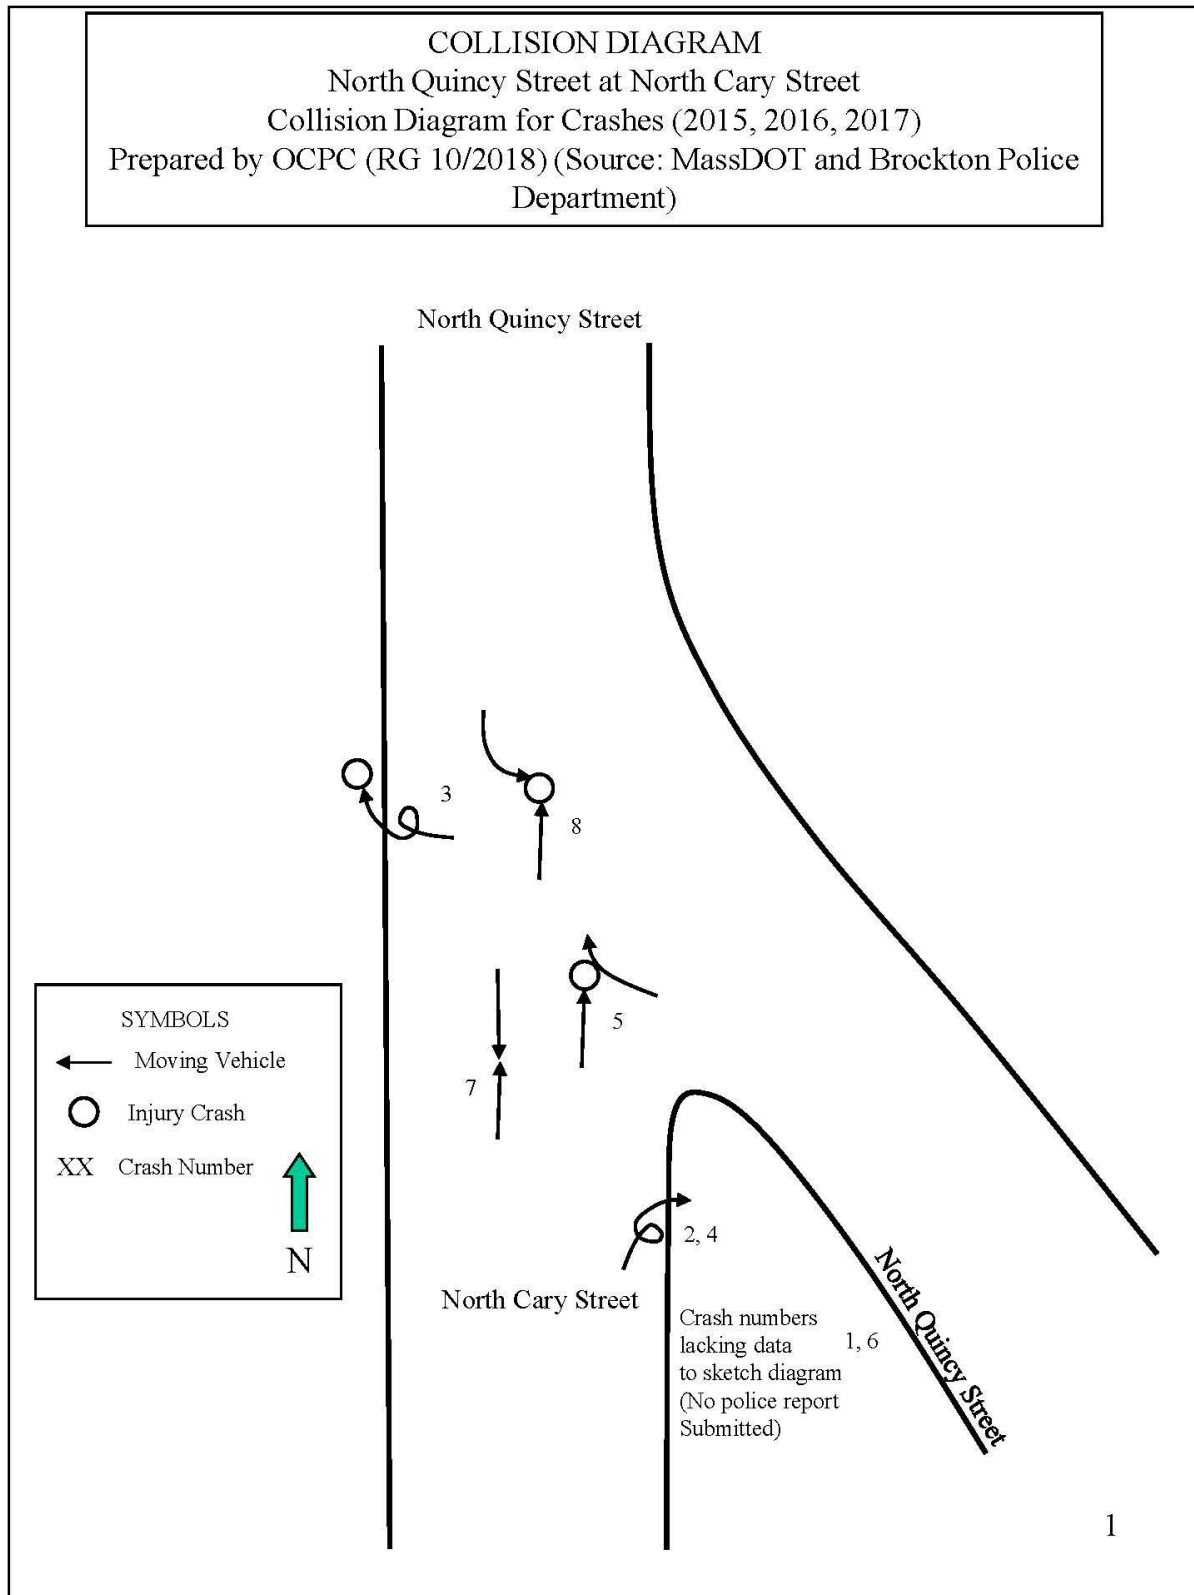 COLLISION DIAGRAM
North Quincy Street at North Cary Street
Collision Diagram for Crashes (2015, 2016, 2017)
Prepared by OCPC (RG 10/2018) (Source: MassDOT and Brockton Police
Department)
North Quincy Street
3
8
5
7
SYMBOLS
Moving Vehicle
Injury Crash
XX Crash Number
N
2, 4
North Cary Street
Crash numbers
lacking data
to sketch diagram
(No police report
Submitted)
1, 6
North Quincy Street
1